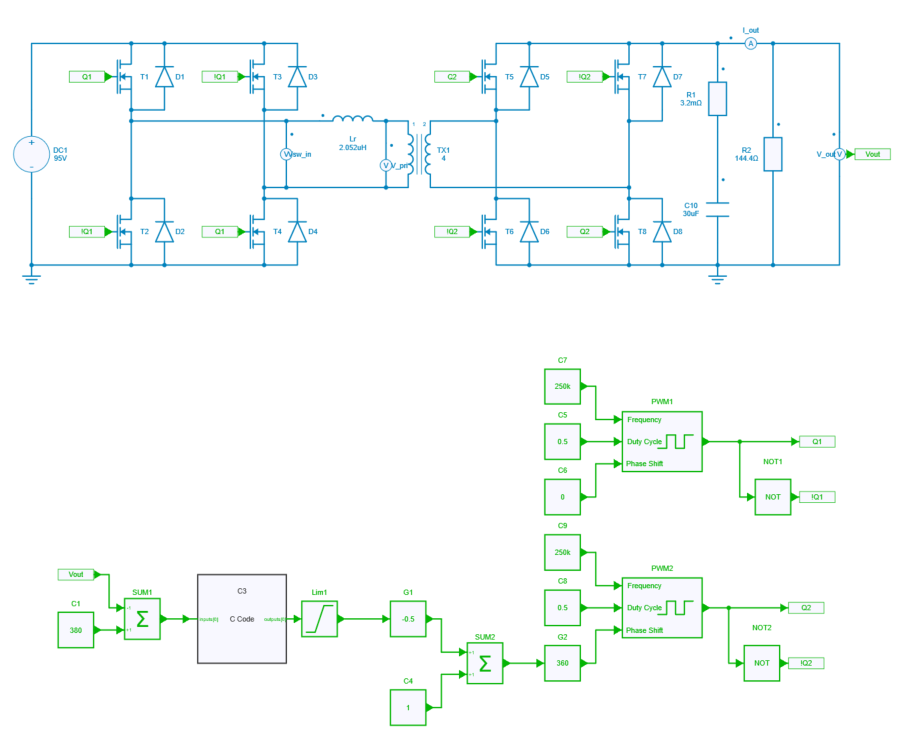 I_out
Q1
T1
D1
!Q1
T3
D3
Q2
T5
D5
!Q2
T7
D7
R1
3.2mΩ
+
DC1
95V
-
Lr
2.052uH
Vsw_in
V
V_pri
1
2
TX1
4
A
R2
144.4Ω
V_out
V
Vout
C10
30uF
!Q1
T2
D2
Q1
T4
D4
!Q2
T6
D6
Q2
T8
D8
C7
250k
PWM1
Frequency
C5
0.5
Duty Cycle
Phase Shift
Q1
C6
0
NOT1
NOT
!Q1
C9
250k
PWM2
Frequency
C8
0.5
Duty Cycle
Phase Shift
Q2
G2
360
NOT2
NOT
!Q2
Vout
C1
380
SUM1
-1
+1
Σ
C3
C Code
inputs[0]
outputs[0]
Lim1
G1
-0.5
SUM2
+1
+1
Σ
C4
1